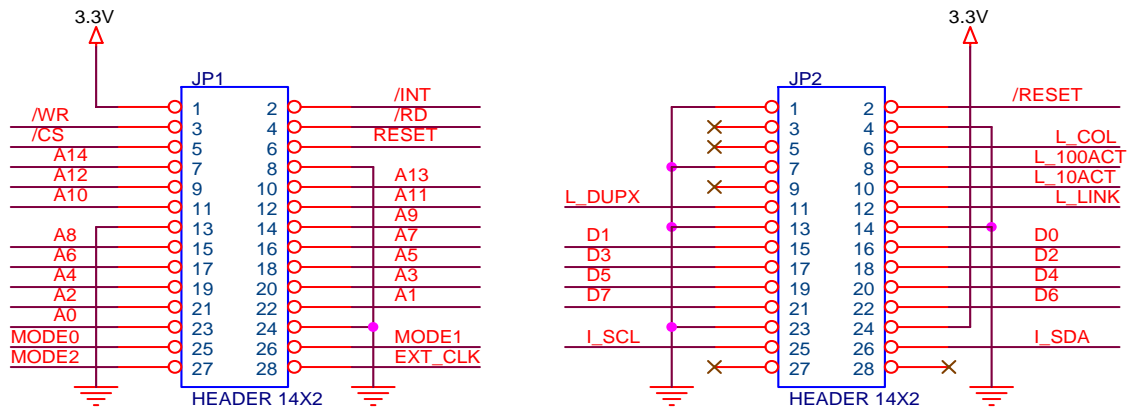 3.3V
3.3V
JP1
JP2
/INT
1 2
1 2
/RESET
/WR
/RD
3 4
3 4
/CS
RESET
5 6
5 6
L_COL
A14
7 8
7 8
L_100ACT
A12
A13
9 10
9 10
L_10ACT
A10
A11
11 12
L_DUPX
11 12
L_LINK
A9
13 14
13 14
A8
A7
15 16
D1
15 16
D0
A6
A5
17 18
D3
17 18
D2
A4
A3
19 20
D5
19 20
D4
A2
A1
21 22
D7
21 22
D6
A0
23 24
23 24
MODE0
MODE1
25 26
I_SCL
25 26
I_SDA
MODE2
EXT_CLK
27 28
27 28
HEADER 14X2
HEADER 14X2